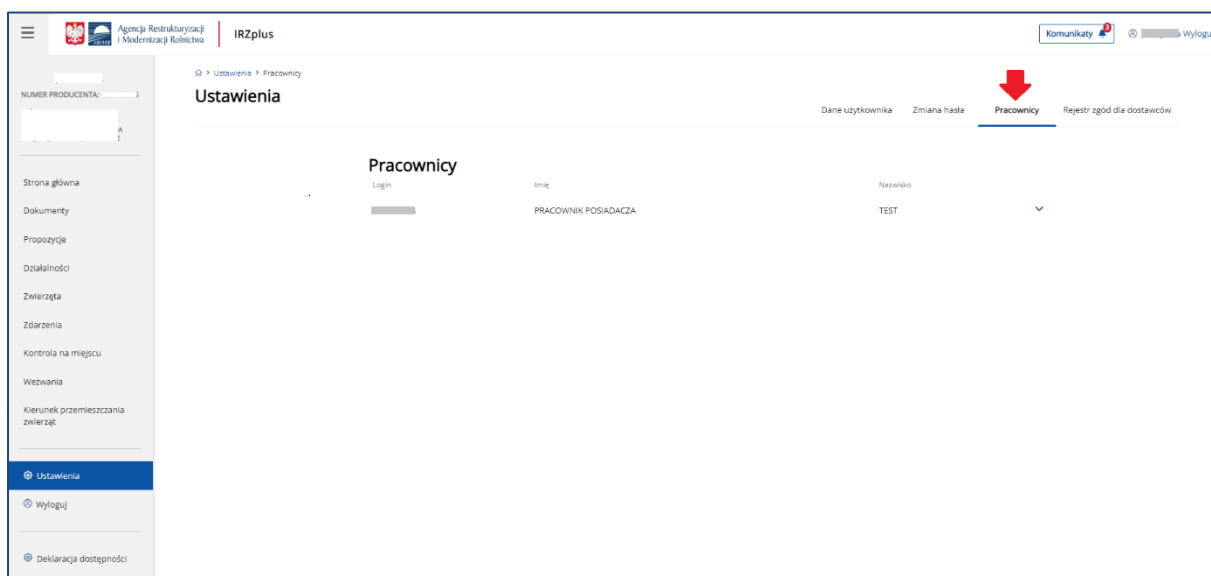 Agencja Restrukturyzacji
i Modernizacji Rolnictwa
IRZplus
Komunikaty 3
Wylogu
NUMER PRODUCENTA:
Ustawienia > Pracownicy
Ustawienia
Dane użytkownika Zmiana hasła Pracownicy Rejestr zgód dla dostawców
Strona główna
Dokumenty
Propozycje
Działalności
Zwierzęta
Zdarzenia
Kontrola na miejscu
Wezwania
Kierunek przemieszczania
zwierząt
Ustawienia
Wyloguj
Deklaracja dostępności
Pracownicy
Login Imię Nazwisko
PRACOWNIK POSIADACZA TEST